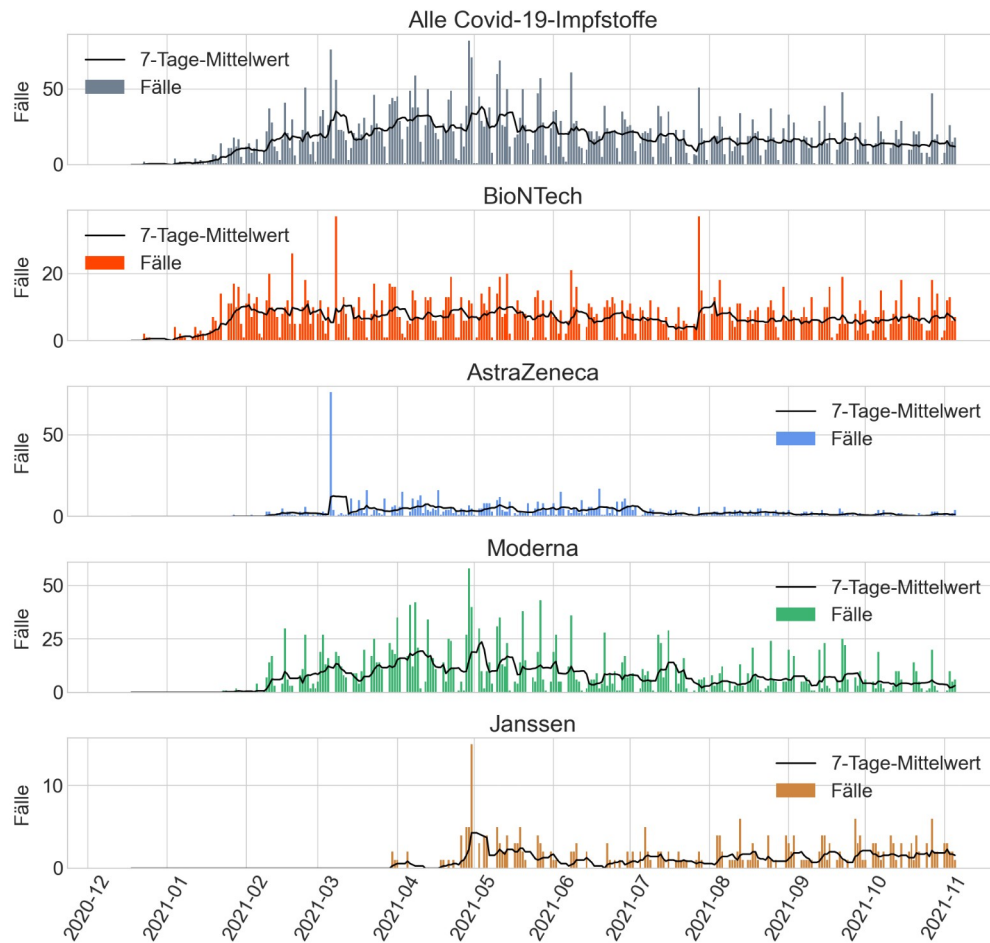 Alle Covid-19-Impfstoffe
Fälle
50
0
7-Tage-Mittelwert
Fälle
BioNTech
Fälle
20
0
7-Tage-Mittelwert
Fälle
AstraZeneca
Fälle
50
0
7-Tage-Mittelwert
Fälle
Moderna
Fälle
50
25
0
7-Tage-Mittelwert
Fälle
Janssen
Fälle
10
0
7-Tage-Mittelwert
Fälle
2020-12
2021-01
2021-02
2021-03
2021-04
2021-05
2021-06
2021-07
2021-08
2021-09
2021-10
2021-11